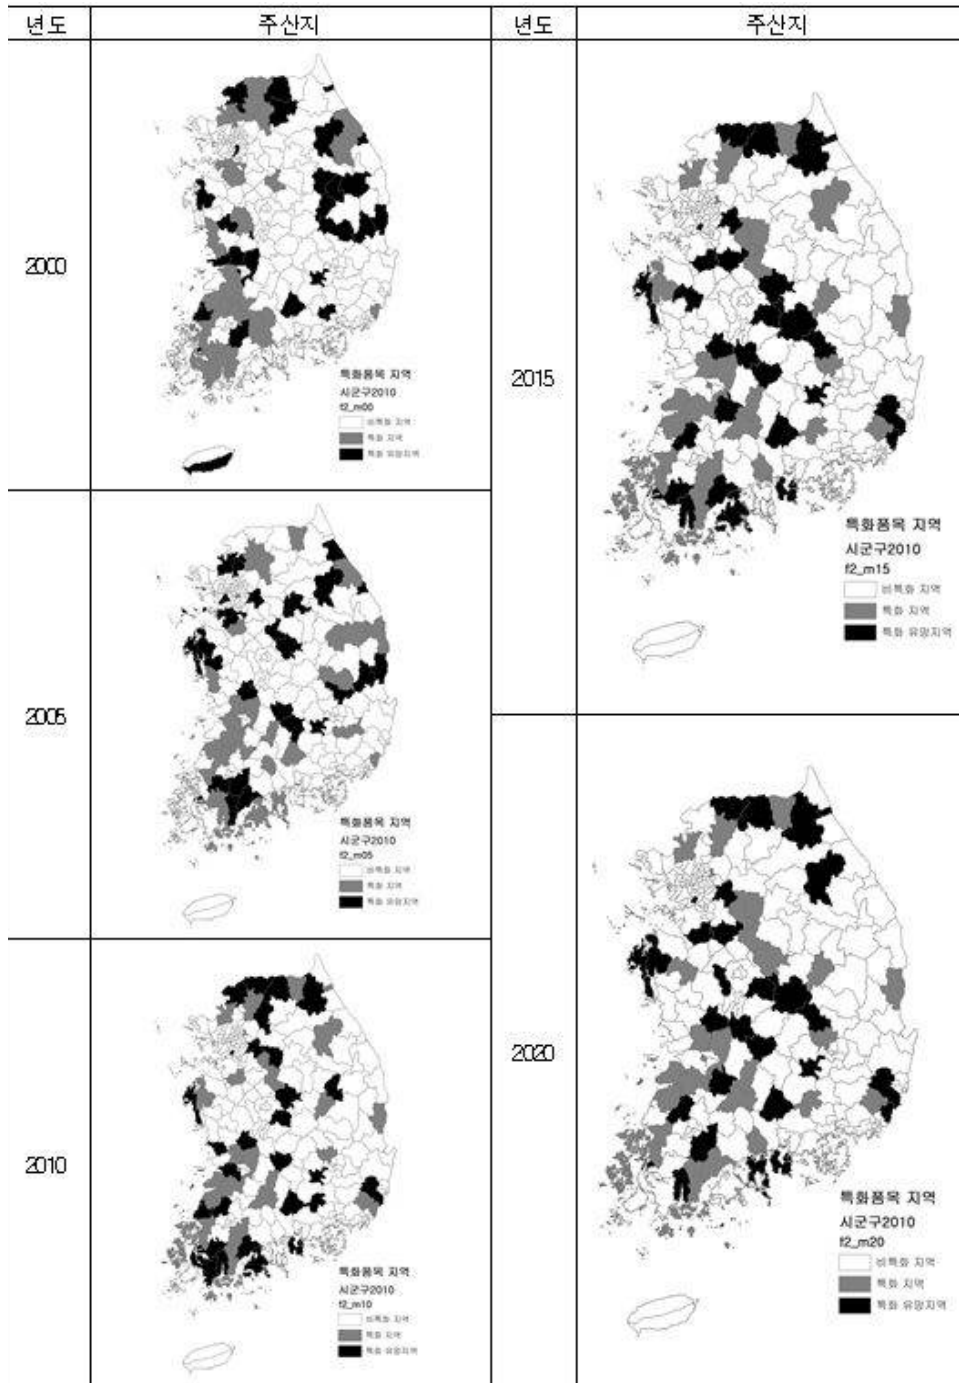 년도
주산지
년도
주산지
2000
특화품목 지역
시군구2010
f2_m00
비특화 지역
특화 지역
특화 유망지역
2005
특화품목 지역
시군구2010
f2_m05
비특화 지역
특화 지역
특화 유망지역
2010
특화품목 지역
시군구2010
f2_m10
비특화 지역
특화 지역
특화 유망지역
2015
특화품목 지역
시군구2010
f2_m15
비특화 지역
특화 지역
특화 유망지역
2020
특화품목 지역
시군구2010
f2_m20
비특화 지역
특화 지역
특화 유망지역